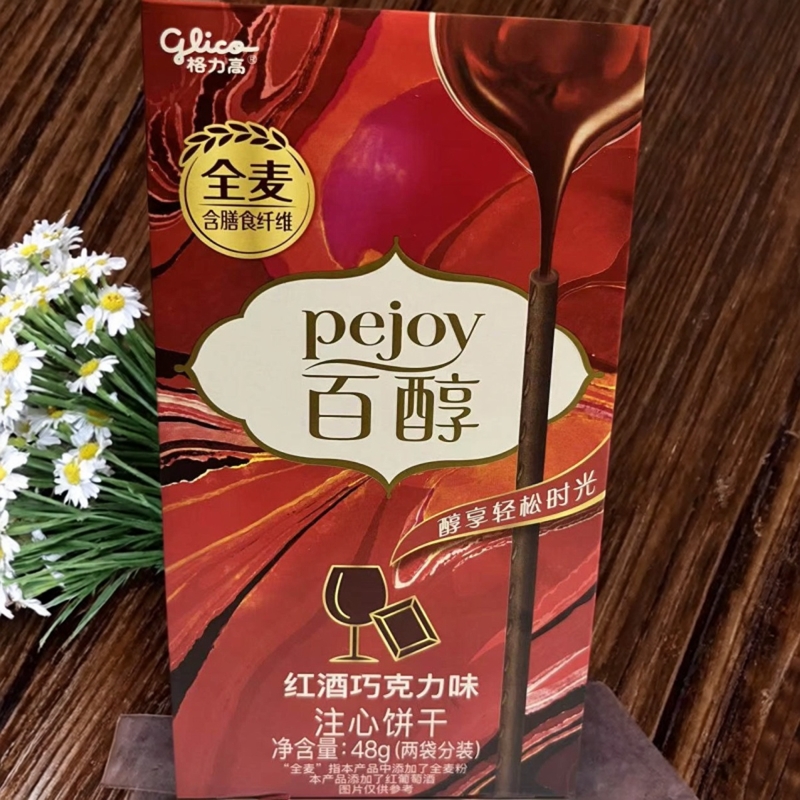 Glico
格力高
全麦
含膳食纤维
pejoy
百醇
醇享轻松时光
红酒巧克力味
注心饼干
净含量：48g(两袋分装)
“全麦”指本产品中添加了全麦粉
本产品添加了红葡萄酒
图片仅供参考